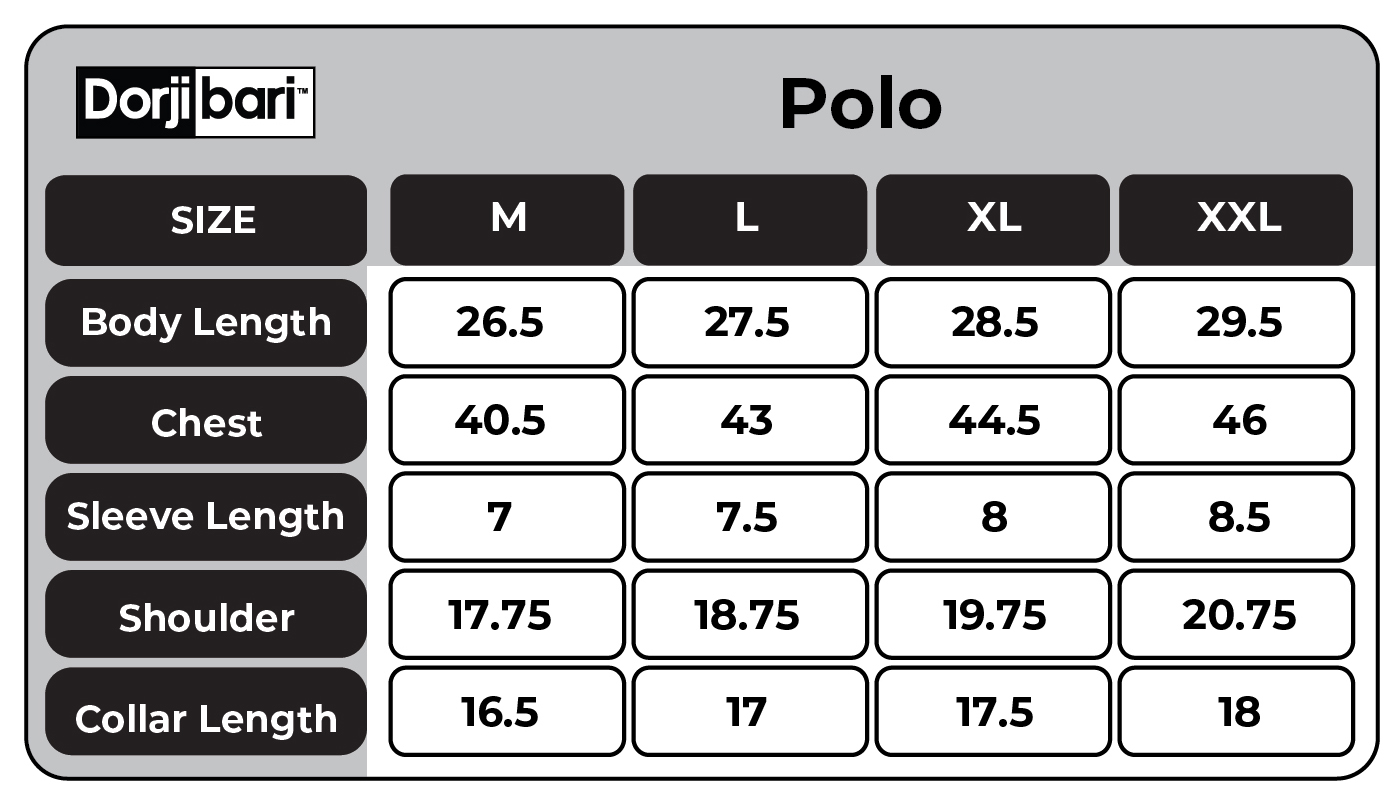 Dorjibari™
Polo
SIZE M L XL XXL
Body Length 26.5 27.5 28.5 29.5
Chest 40.5 43 44.5 46
Sleeve Length 7 7.5 8 8.5
Shoulder 17.75 18.75 19.75 20.75
Collar Length 16.5 17 17.5 18